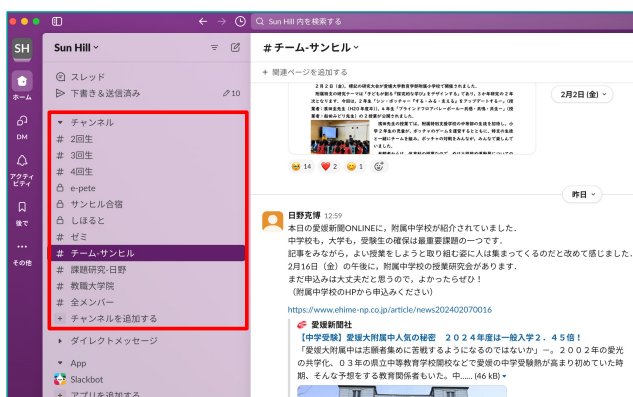 Sun Hill 内を検索する
SH
ホーム
DM
アクティビティ
後で
その他
Sun Hill
スレッド
下書き&送信済み
10
チャンネル
# 2回生
# 3回生
# 4回生
e-pete
サンヒル合宿
しほると
# ゼミ
# チーム-サンヒル
# 課題研究-日野
# 教職大学院
# 全メンバー
+ チャンネルを追加する
ダイレクトメッセージ
App
Slackbot
+ アプリを追加する
# チーム-サンヒル
+ 関連ページを追加する
2月2日 (金)
14 2 1
昨日
日野克博 12:59
本日の愛媛新聞ONLINEに，附属中学校が紹介されていました．
中学校も，大学も，受験生の確保は最重要課題の一つです．
記事をみながら，よい授業をしようと取り組む姿に人は集まってくるのだと改めて感じました．
2月16日（金）の午後に，附属中学校の授業研究会があります．
まだ申込みは大丈夫だと思うので，よかったらぜひ！
（附属中学校のHPから申込みください）
https://www.ehime-np.co.jp/article/news202402070016
愛媛新聞社
【中学受験】愛媛大附属中人気の秘密　２０２４年度は一般入学２．４５倍！
「愛媛大附属中は志願者集めに苦戦するようになるのではないか」－。２００２年の愛光
の共学化、０３年の県立中等教育学校開校などで愛媛の中学受験熱が高まり初めていた時
期、そんな予想をする教育関係者もいた。中...... (46 kB)